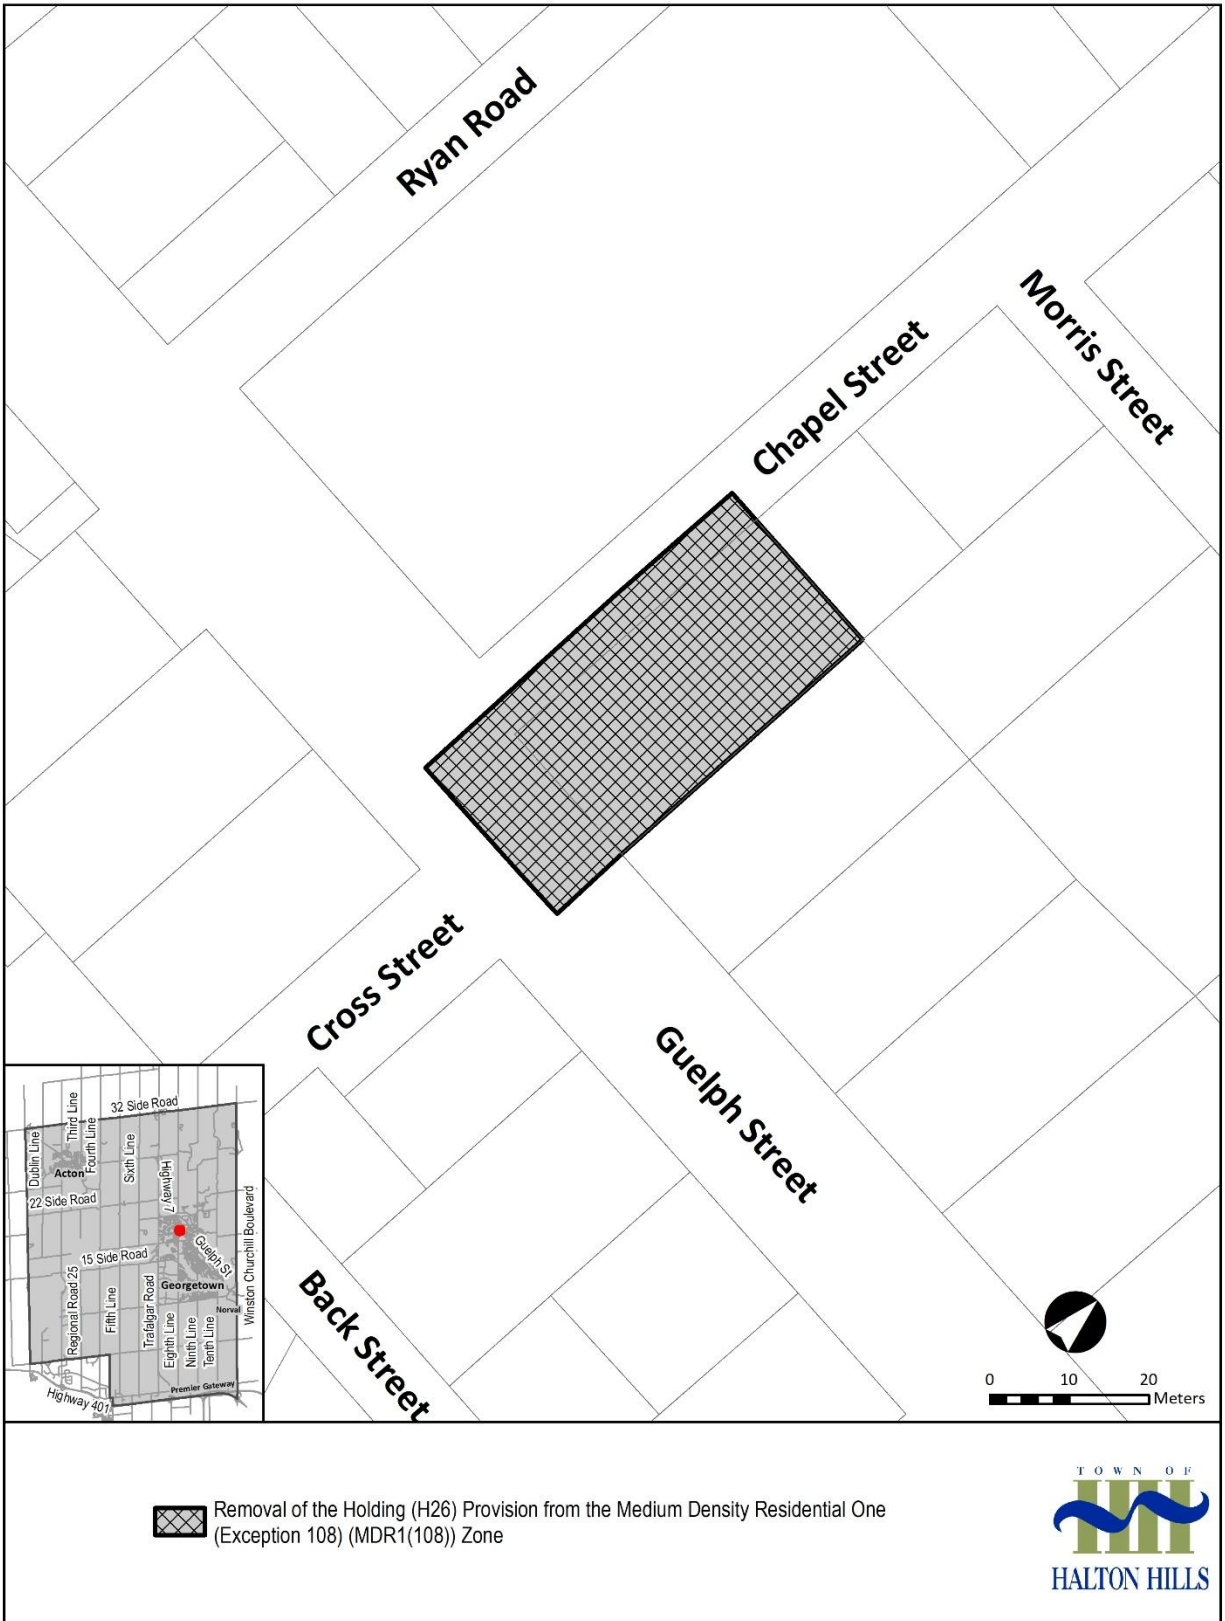 Ryan Road
Morris Street
Chapel Street
Cross Street
Guelph Street
Back Street
32 Side Road
Third Line
Fourth Line
Dublin Line
Sixth Line
Acton
Highway 7
22 Side Road
Winston Churchill Boulevard
Guelph St
15 Side Road
Georgetown
Regional Road 25
Fifth Line
Trafalgar Road
Norval
Eighth Line
Ninth Line
Tenth Line
Premier Gateway
Highway 401
0 10 20
Meters
Removal of the Holding (H26) Provision from the Medium Density Residential One
(Exception 108) (MDR1(108)) Zone
TOWN OF
HALTON HILLS